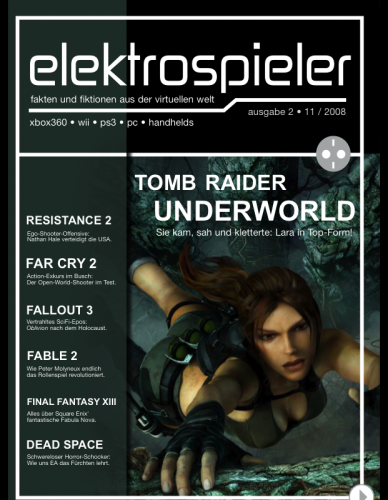 elektrospieler
fakten und fiktionen aus der virtuellen welt
ausgabe 2 • 11 / 2008
xbox360 • wii • ps3 • pc • handhelds
TOMB RAIDER
UNDERWORLD
Sie kam, sah und kletterte: Lara in Top-Form!
RESISTANCE 2
Ego-Shooter-Offensive:
Nathan Hale verteidigt die USA.
FAR CRY 2
Action-Exkurs im Busch:
Der Open-World-Shooter im Test.
FALLOUT 3
Verstrahltes SciFi-Epos:
Oblivion nach dem Holocaust.
FABLE 2
Wie Peter Molyneux endlich
das Rollenspiel revolutioniert.
FINAL FANTASY XIII
Alles über Square Enix'
fantastische Fabula Nova.
DEAD SPACE
Schwereloser Horror-Schocker:
Wie uns EA das Fürchten lehrt.